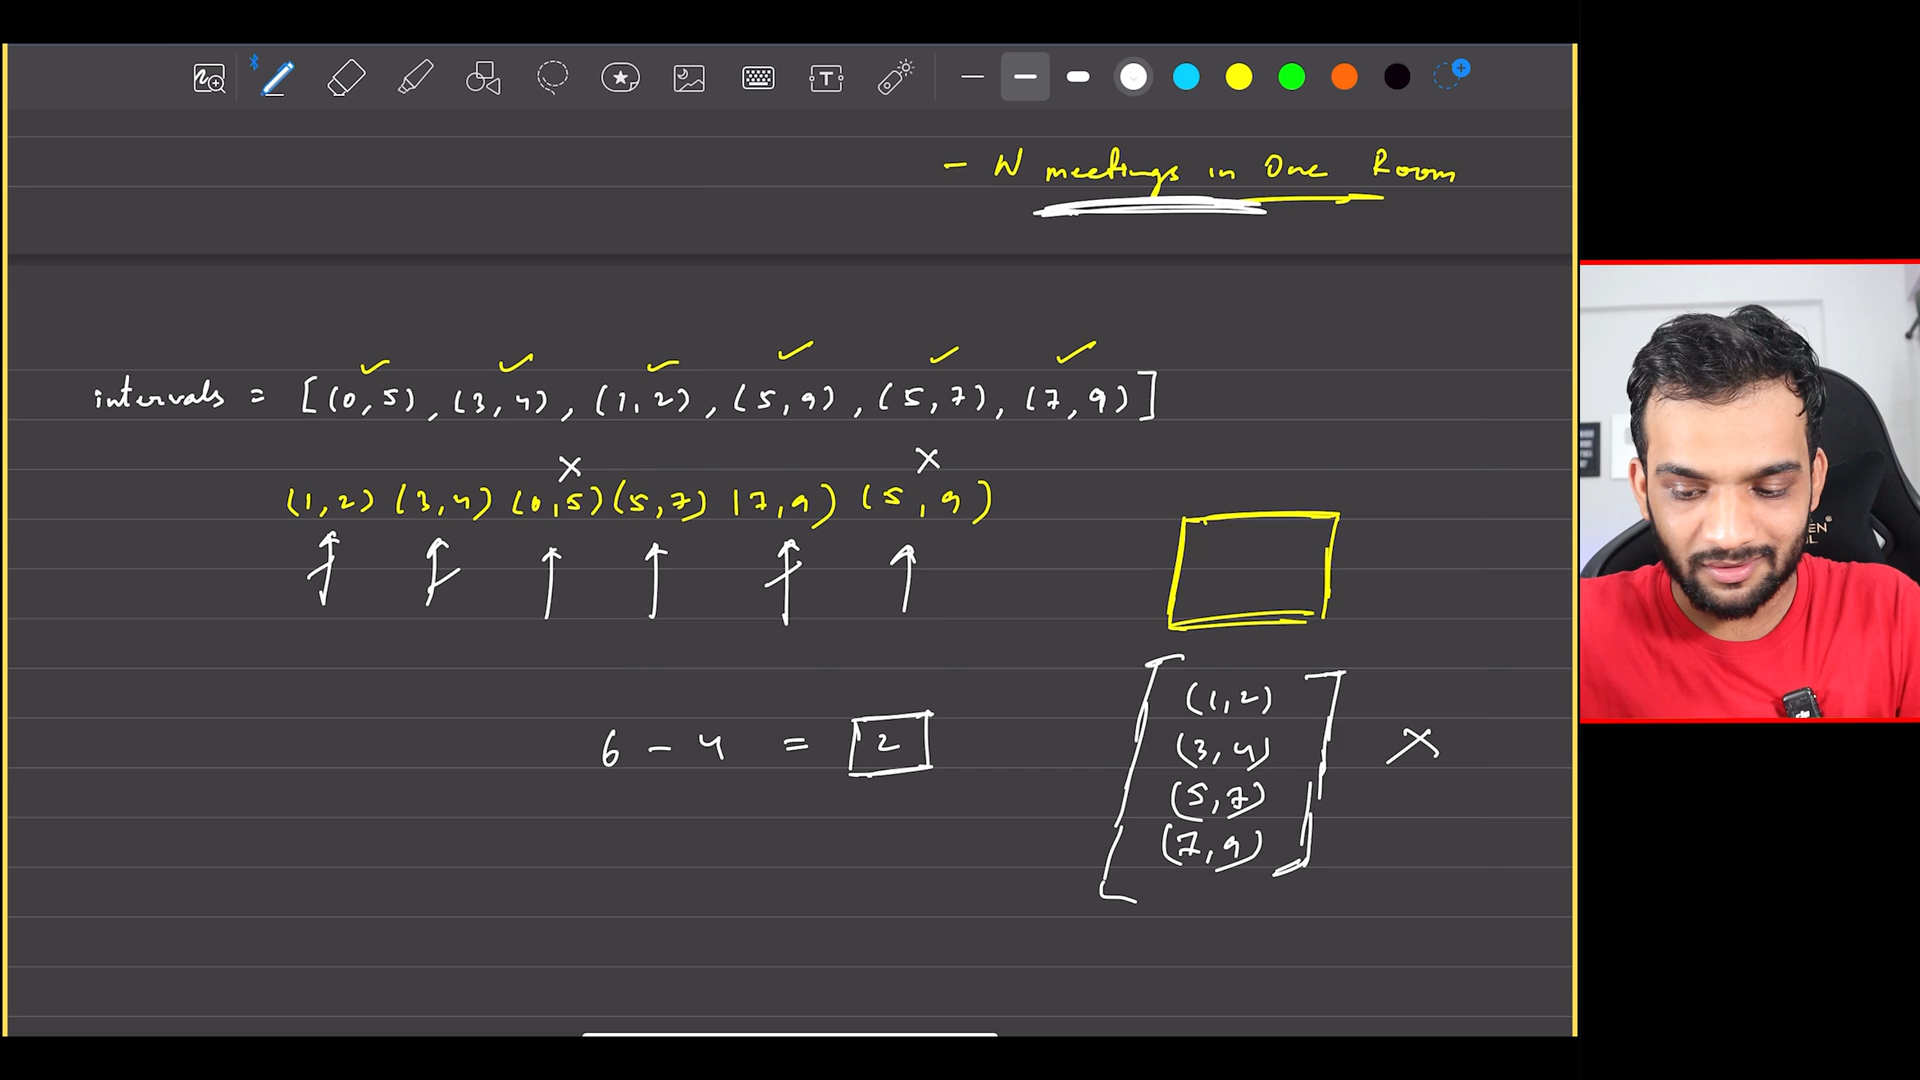 - N meetings in One Room
intervals = [(0,5), (3,4), (1,2), (5,9), (5,7), (7,9)]
x x
(1,2) (3,4) (0,5) (5,7) (7,9) (5,9)
6 - 4 = 2
(1,2)
(3,4) x
(5,7)
(7,9)